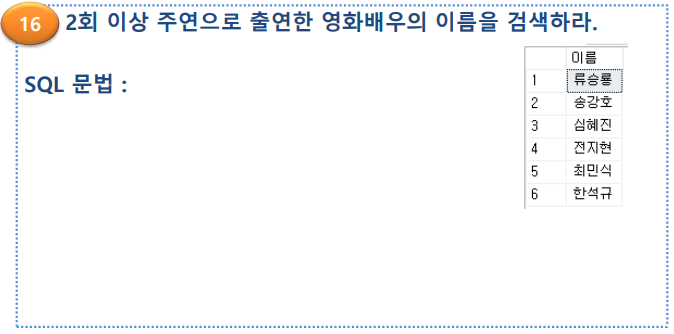 16 2회 이상 주연으로 출연한 영화배우의 이름을 검색하라.
SQL 문법 :
이름
1 류승룡
2 송강호
3 심혜진
4 전지현
5 최민식
6 한석규